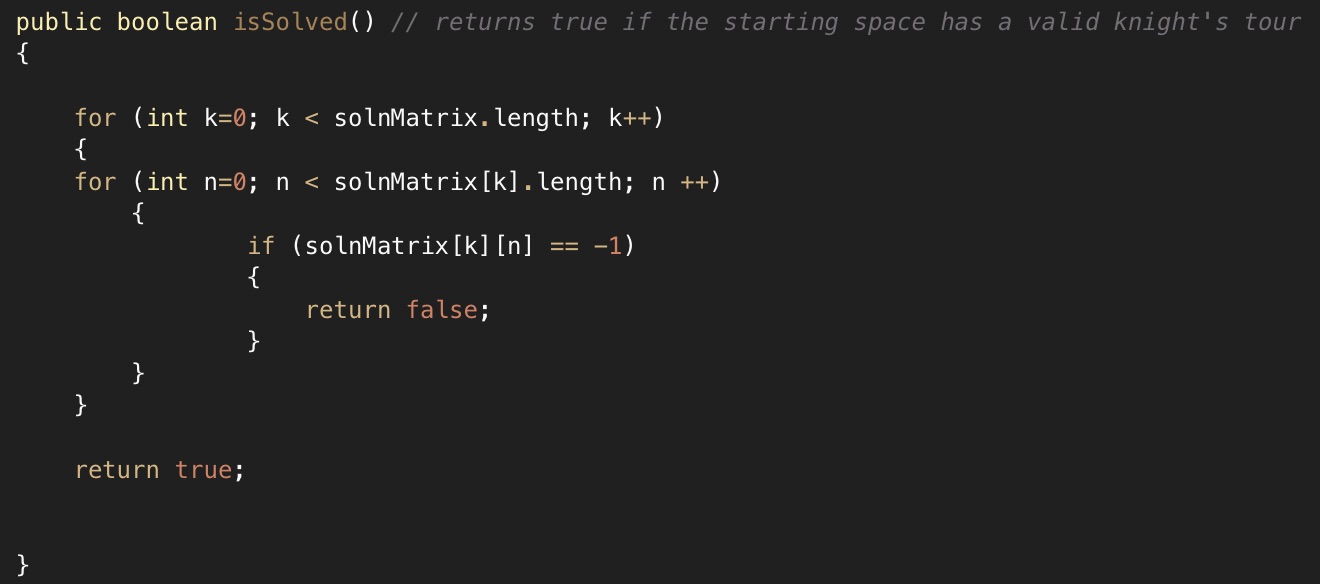 public boolean isSolved() // returns true if the starting space has a valid knight's tour
{
for (int k=0; k < solnMatrix.length; k++)
{
for (int n=0; n < solnMatrix[k].length; n ++)
{
if (solnMatrix[k][n] == −1)
{
return false;
}
}
}
return true;
}